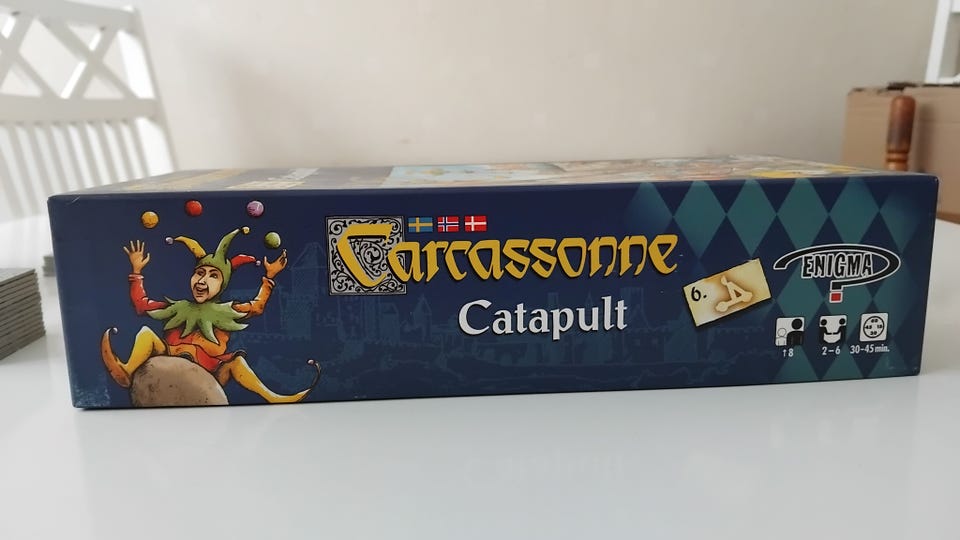 Carcassonne
Catapult
6.
ENIGMA
↑8
2-6
30-45 min.